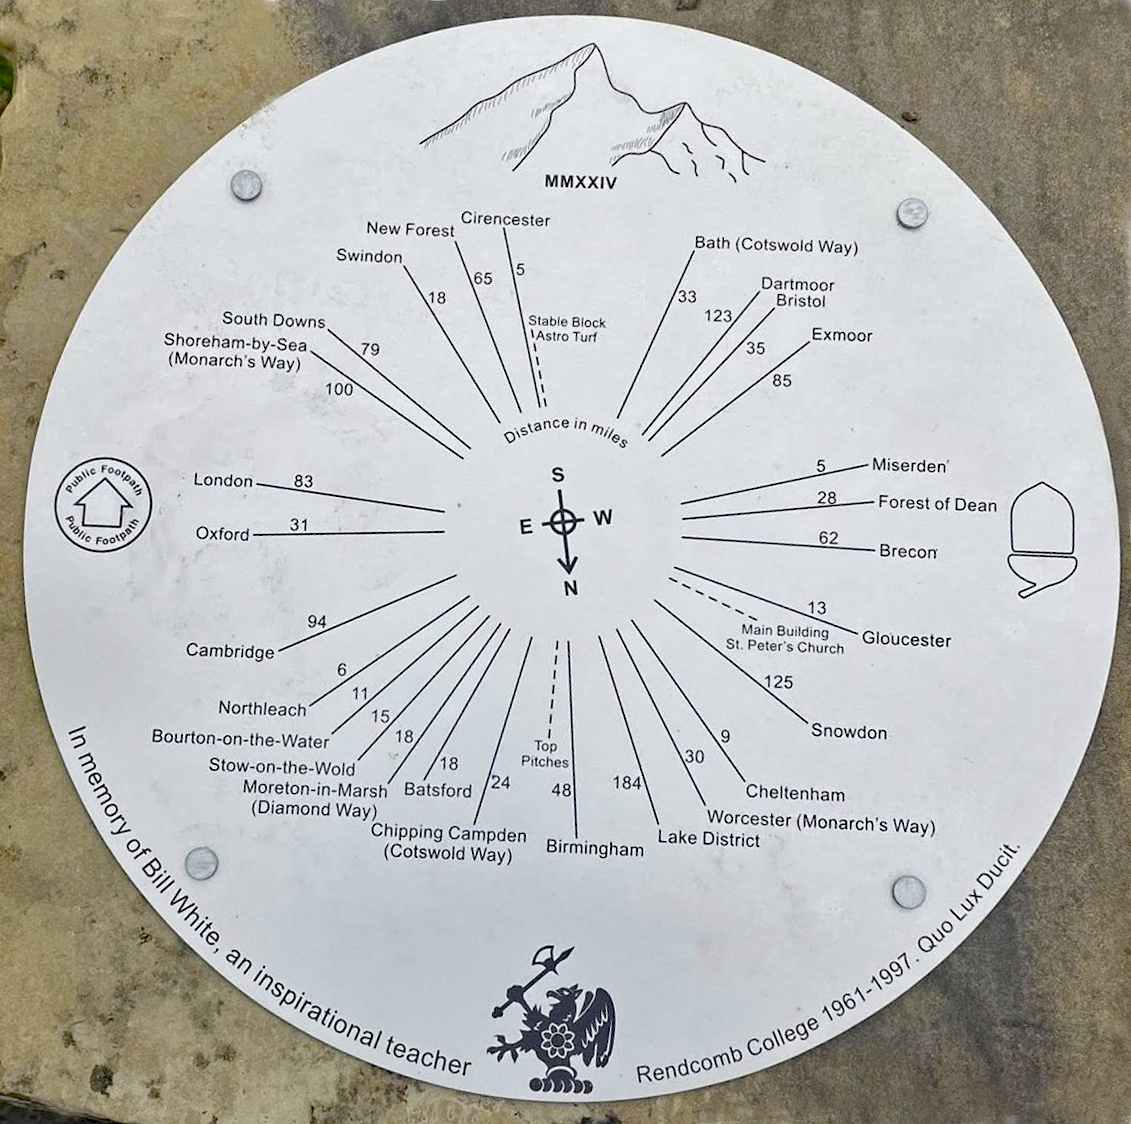 MMXXIV
Cirencester
5
New Forest
65
Swindon
18
Stable Block
Astro Turf
South Downs
79
Shoreham-by-Sea
(Monarch's Way)
100
Bath (Cotswold Way)
33
Dartmoor
123
Bristol
35
Exmoor
85
Distance in miles
Public Footpath
Public Footpath
London
83
Oxford
31
S
E W
N
Miserden
5
Forest of Dean
28
Brecon
62
Gloucester
13
Main Building
St. Peter's Church
Snowdon
125
Cambridge
94
Northleach
6
Bourton-on-the-Water
11
Stow-on-the-Wold
15
Moreton-in-Marsh
(Diamond Way)
18
Batsford
18
Chipping Campden
(Cotswold Way)
24
Top
Pitches
Birmingham
48
Lake District
184
Worcester (Monarch's Way)
30
Cheltenham
9
In memory of Bill White, an inspirational teacher
Rendcomb College 1961-1997. Quo Lux Ducit.